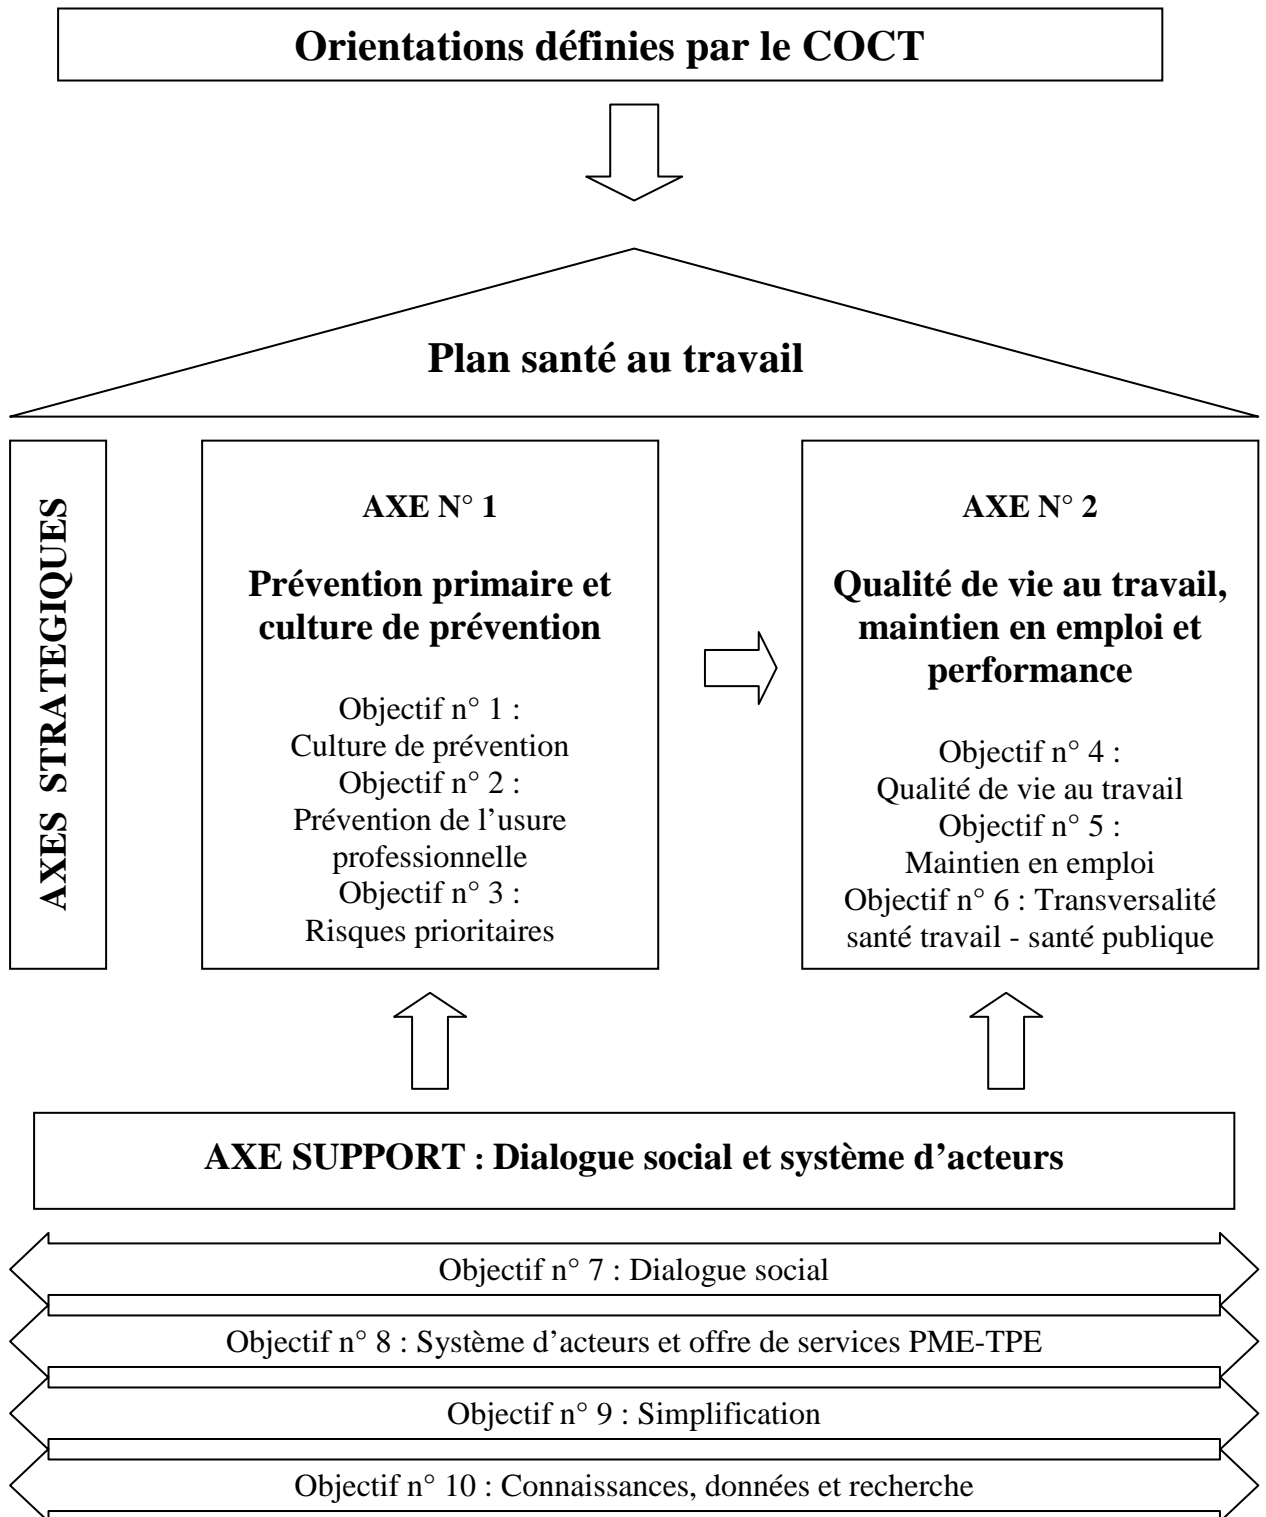 Orientations définies par le COCT
Plan santé au travail
AXES STRATEGIQUES
AXE N° 1
Prévention primaire et
culture de prévention
Objectif n° 1 :
Culture de prévention
Objectif n° 2 :
Prévention de l’usure
professionnelle
Objectif n° 3 :
Risques prioritaires
AXE N° 2
Qualité de vie au travail,
maintien en emploi et
performance
Objectif n° 4 :
Qualité de vie au travail
Objectif n° 5 :
Maintien en emploi
Objectif n° 6 : Transversalité
santé travail - santé publique
AXE SUPPORT : Dialogue social et système d’acteurs
Objectif n° 7 : Dialogue social
Objectif n° 8 : Système d’acteurs et offre de services PME-TPE
Objectif n° 9 : Simplification
Objectif n° 10 : Connaissances, données et recherche